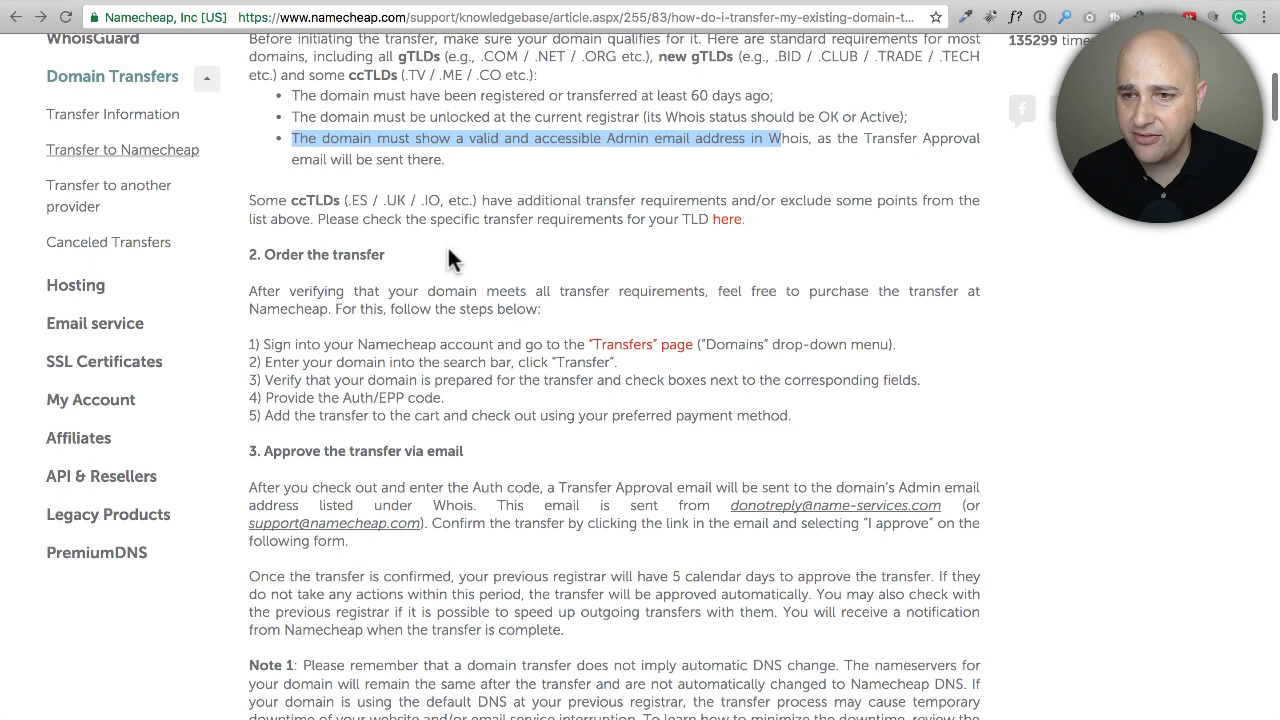 Namecheap, Inc [US]
https://www.namecheap.com/support/knowledgebase/article.aspx/255/83/how-do-i-transfer-my-existing-domain-t...
WhoisGuard
Domain Transfers
Transfer Information
Transfer to Namecheap
Transfer to another
provider
Canceled Transfers
Hosting
Email service
SSL Certificates
My Account
Affiliates
API & Resellers
Legacy Products
PremiumDNS
Before initiating the transfer, make sure your domain qualifies for it. Here are standard requirements for most
domains, including all gTLDs (e.g., .COM / .NET / .ORG etc.), new gTLDs (e.g., .BID / .CLUB / .TRADE / .TECH
etc.) and some ccTLDs (.TV / .ME / .CO etc.):
• The domain must have been registered or transferred at least 60 days ago;
• The domain must be unlocked at the current registrar (its Whois status should be OK or Active);
• The domain must show a valid and accessible Admin email address in Whois, as the Transfer Approval
email will be sent there.
Some ccTLDs (.ES / .UK / .IO, etc.) have additional transfer requirements and/or exclude some points from the
list above. Please check the specific transfer requirements for your TLD here.
2. Order the transfer
After verifying that your domain meets all transfer requirements, feel free to purchase the transfer at
Namecheap. For this, follow the steps below:
1) Sign into your Namecheap account and go to the "Transfers" page ("Domains" drop-down menu).
2) Enter your domain into the search bar, click "Transfer".
3) Verify that your domain is prepared for the transfer and check boxes next to the corresponding fields.
4) Provide the Auth/EPP code.
5) Add the transfer to the cart and check out using your preferred payment method.
3. Approve the transfer via email
After you check out and enter the Auth code, a Transfer Approval email will be sent to the domain's Admin email
address listed under Whois. This email is sent from donotreply@name-services.com (or
support@namecheap.com). Confirm the transfer by clicking the link in the email and selecting "I approve" on the
following form.
Once the transfer is confirmed, your previous registrar will have 5 calendar days to approve the transfer. If they
do not take any actions within this period, the transfer will be approved automatically. You may also check with
the previous registrar if it is possible to speed up outgoing transfers with them. You will receive a notification
from Namecheap when the transfer is complete.
Note 1: Please remember that a domain transfer does not imply automatic DNS change. The nameservers for
your domain will remain the same after the transfer and are not automatically changed to Namecheap DNS. If
your domain is using the default DNS at your previous registrar, the transfer process may cause temporary
downtime of your website and/or email service interruption. To learn how to minimize the downtime, review the
135299 time